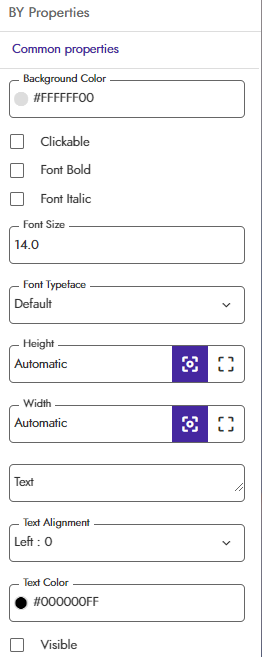 BY Properties
Common properties
Background Color
#FFFFFF00
Clickable
Font Bold
Font Italic
Font Size
14.0
Font Typeface
Default
Height
Automatic
Width
Automatic
Text
Text Alignment
Left : 0
Text Color
#000000FF
Visible